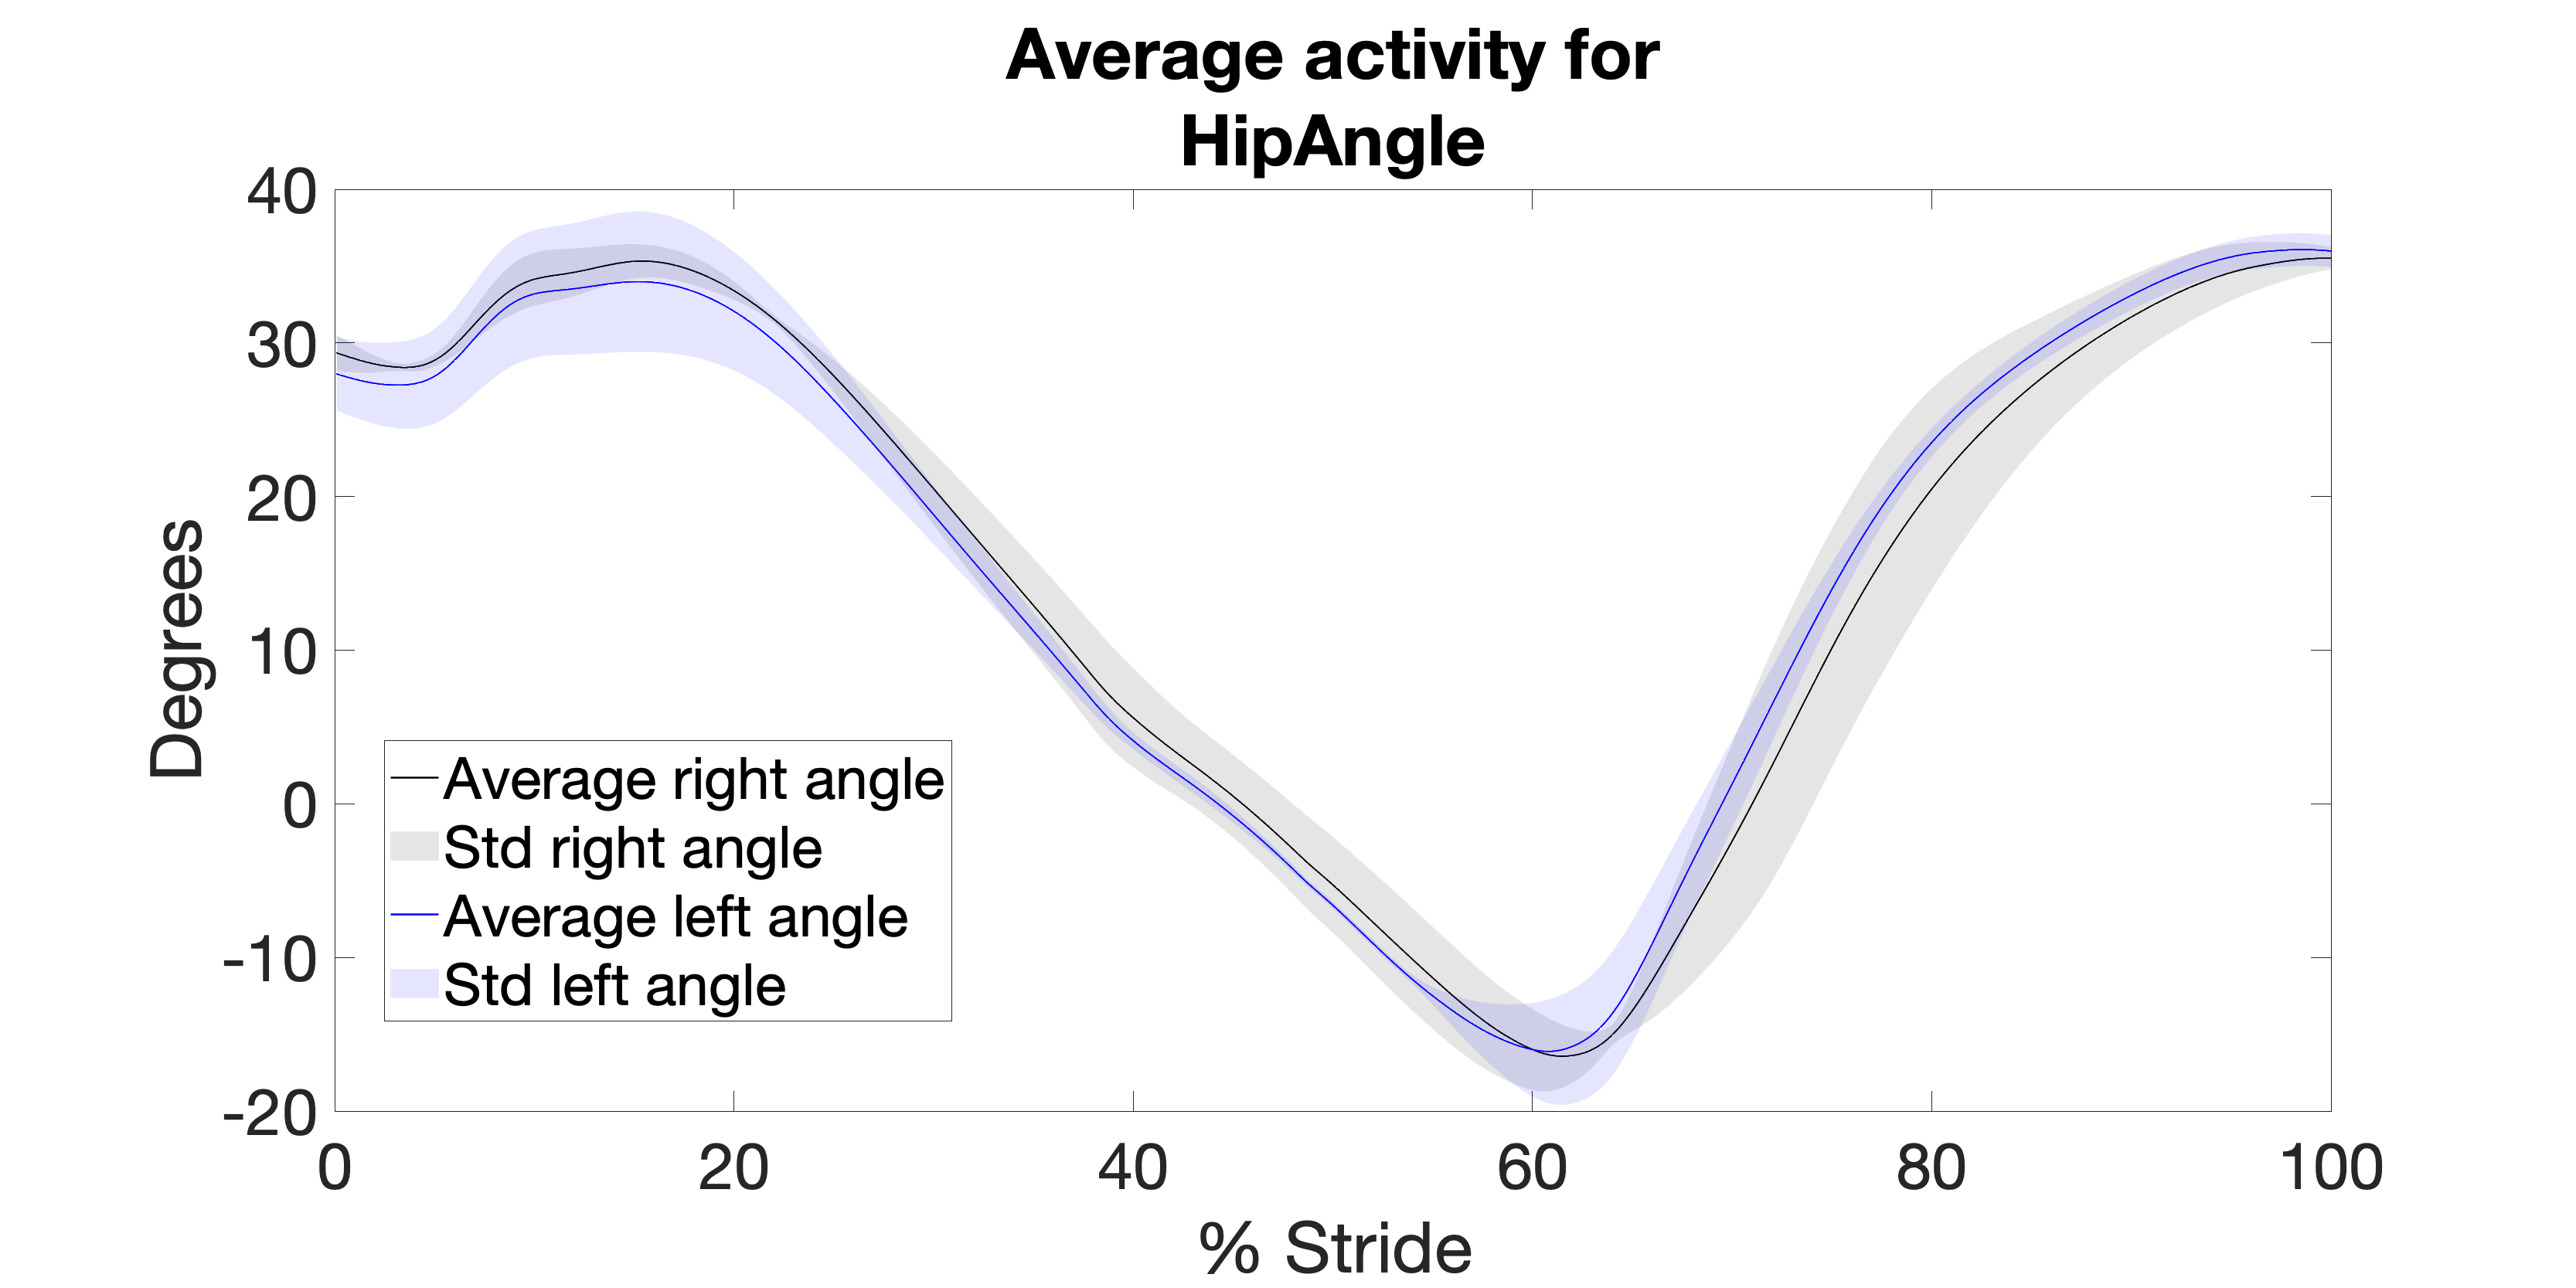 Average activity for
HipAngle
40
30
20
10
0
-10
-20
Degrees
Average right angle
Std right angle
Average left angle
Std left angle
0 20 40 60 80 100
% Stride